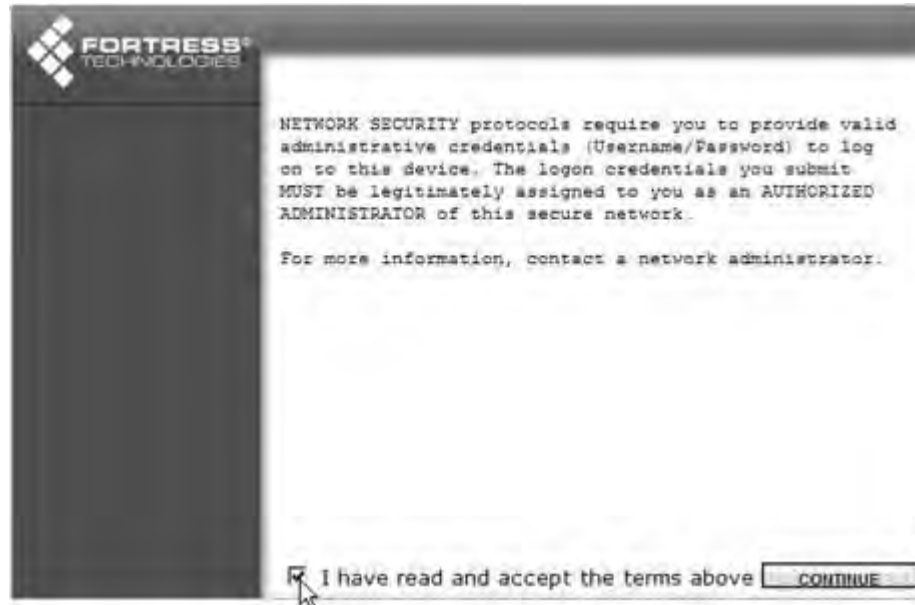 FORTRESS®
TECHNOLOGIES
NETWORK SECURITY protocols require you to provide valid
administrative credentials (Username/Password) to log
on to this device. The logon credentials you submit
MUST be legitimately assigned to you as an AUTHORIZED
ADMINISTRATOR of this secure network.
For more information, contact a network administrator.
I have read and accept the terms above CONTINUE